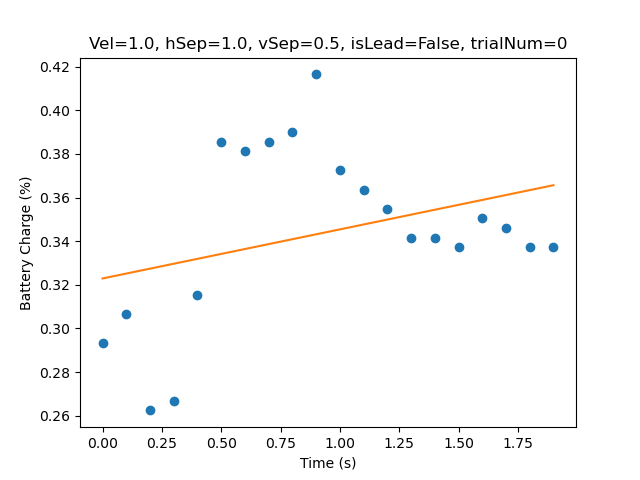 Vel=1.0, hSep=1.0, vSep=0.5, isLead=False, trialNum=0
0.42
0.40
0.38
0.36
0.34
0.32
0.30
0.28
0.26
Battery Charge (%)
0.00 0.25 0.50 0.75 1.00 1.25 1.50 1.75
Time (s)